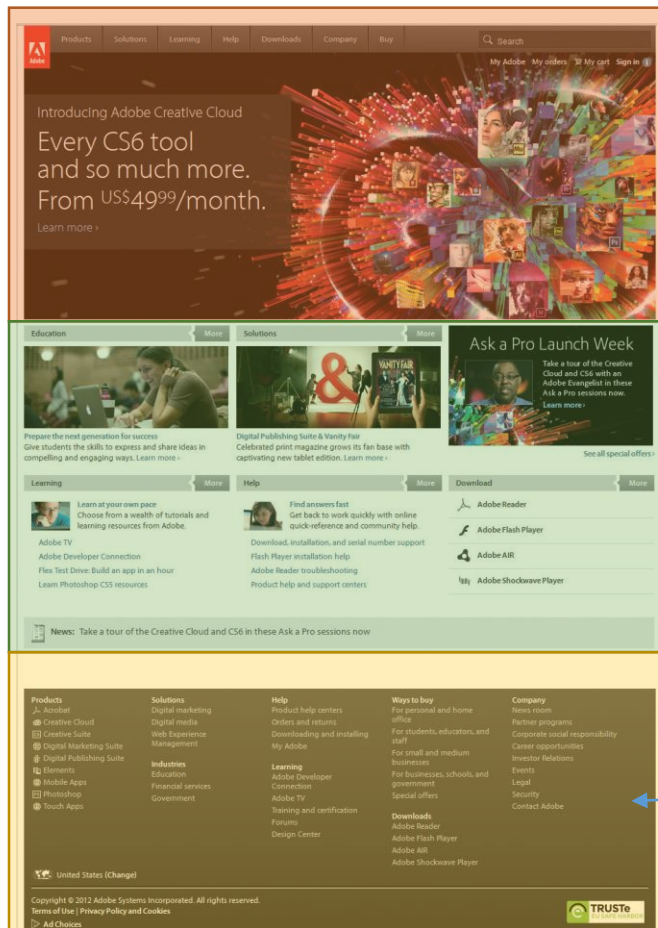 Products Solutions Learning Help Downloads Company Buy
Search
Adobe
My Adobe My orders My cart Sign in
Introducing Adobe Creative Cloud
Every CS6 tool
and so much more.
From US$49⁹⁹/month.
Learn more ›
Education More
Solutions More
Ask a Pro Launch Week
Take a tour of the Creative
Cloud and CS6 with an
Adobe Evangelist in these
Ask a Pro sessions now.
Learn more ›
VANITY FAIR
&
Prepare the next generation for success
Give students the skills to express and share ideas in
compelling and engaging ways. Learn more ›
Digital Publishing Suite & Vanity Fair
Celebrated print magazine grows its fan base with
captivating new tablet edition. Learn more ›
See all special offers ›
Learning More
Learn at your own pace
Choose from a wealth of tutorials and
learning resources from Adobe.
Adobe TV
Adobe Developer Connection
Flex Test Drive: Build an app in an hour
Learn Photoshop CS5 resources
Help More
Find answers fast
Get back to work quickly with online
quick-reference and community help.
Download, installation, and serial number support
Flash Player installation help
Adobe Reader troubleshooting
Product help and support centers
Download More
Adobe Reader
Adobe Flash Player
Adobe AIR
Adobe Shockwave Player
News: Take a tour of the Creative Cloud and CS6 in these Ask a Pro sessions now
Products
Acrobat
Creative Cloud
Creative Suite
Digital Marketing Suite
Digital Publishing Suite
Elements
Mobile Apps
Photoshop
Touch Apps
Solutions
Digital marketing
Digital media
Web Experience
Management
Industries
Education
Financial services
Government
Help
Product help centers
Orders and returns
Downloading and installing
My Adobe
Learning
Adobe Developer
Connection
Adobe TV
Training and certification
Forums
Design Center
Ways to buy
For personal and home
office
For students, educators, and
staff
For small and medium
businesses
For businesses, schools, and
government
Special offers
Downloads
Adobe Reader
Adobe Flash Player
Adobe AIR
Adobe Shockwave Player
Company
News room
Partner programs
Corporate social responsibility
Career opportunities
Investor Relations
Events
Legal
Security
Contact Adobe
United States (Change)
Copyright © 2012 Adobe Systems Incorporated. All rights reserved.
Terms of Use | Privacy Policy and Cookies
Ad Choices
TRUSTe
EU SAFE HARBOR